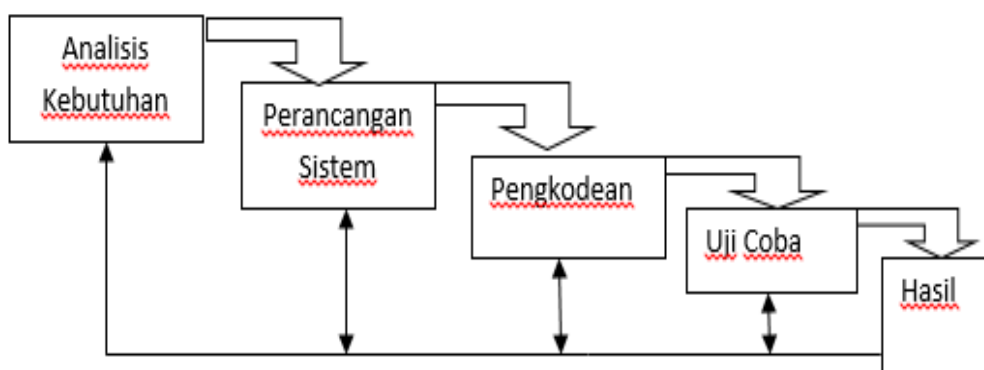 Analisis
Kebutuhan
Perancangan
Sistem
Pengkodean
Uji Coba
Hasil